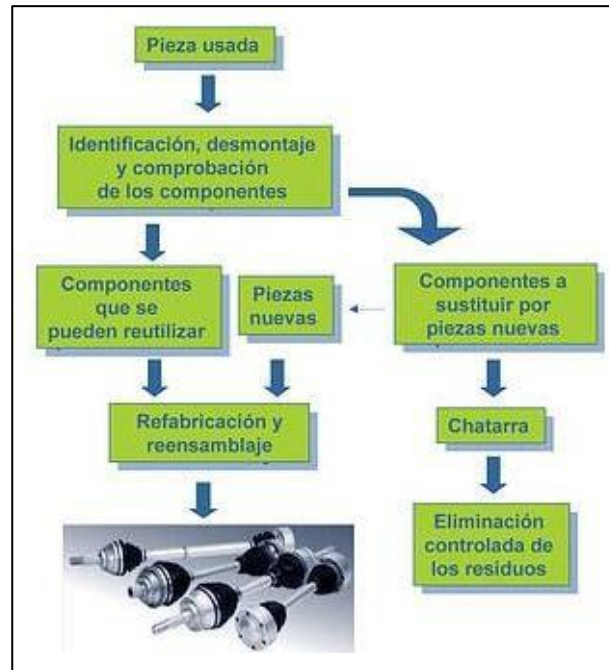 Pieza usada
Identificación, desmontaje
y comprobación
de los componentes
Componentes
que se
pueden reutilizar
Piezas
nuevas
Componentes a
sustituir por
piezas nuevas
Refabricación y
reensamblaje
Chatarra
Eliminación
controlada de
los residuos